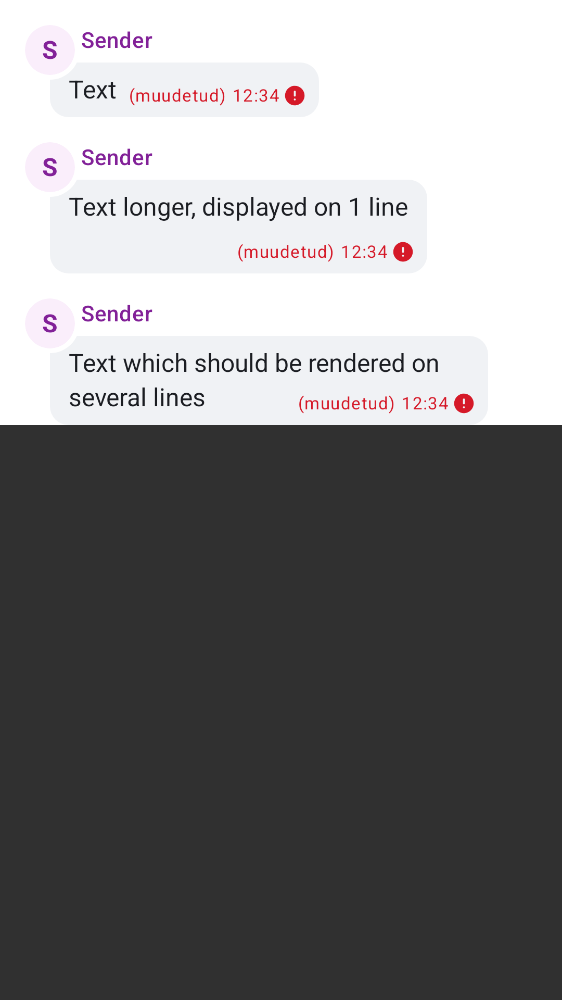 S Sender
Text (muudetud) 12:34
S Sender
Text longer, displayed on 1 line
(muudetud) 12:34
S Sender
Text which should be rendered on
several lines (muudetud) 12:34